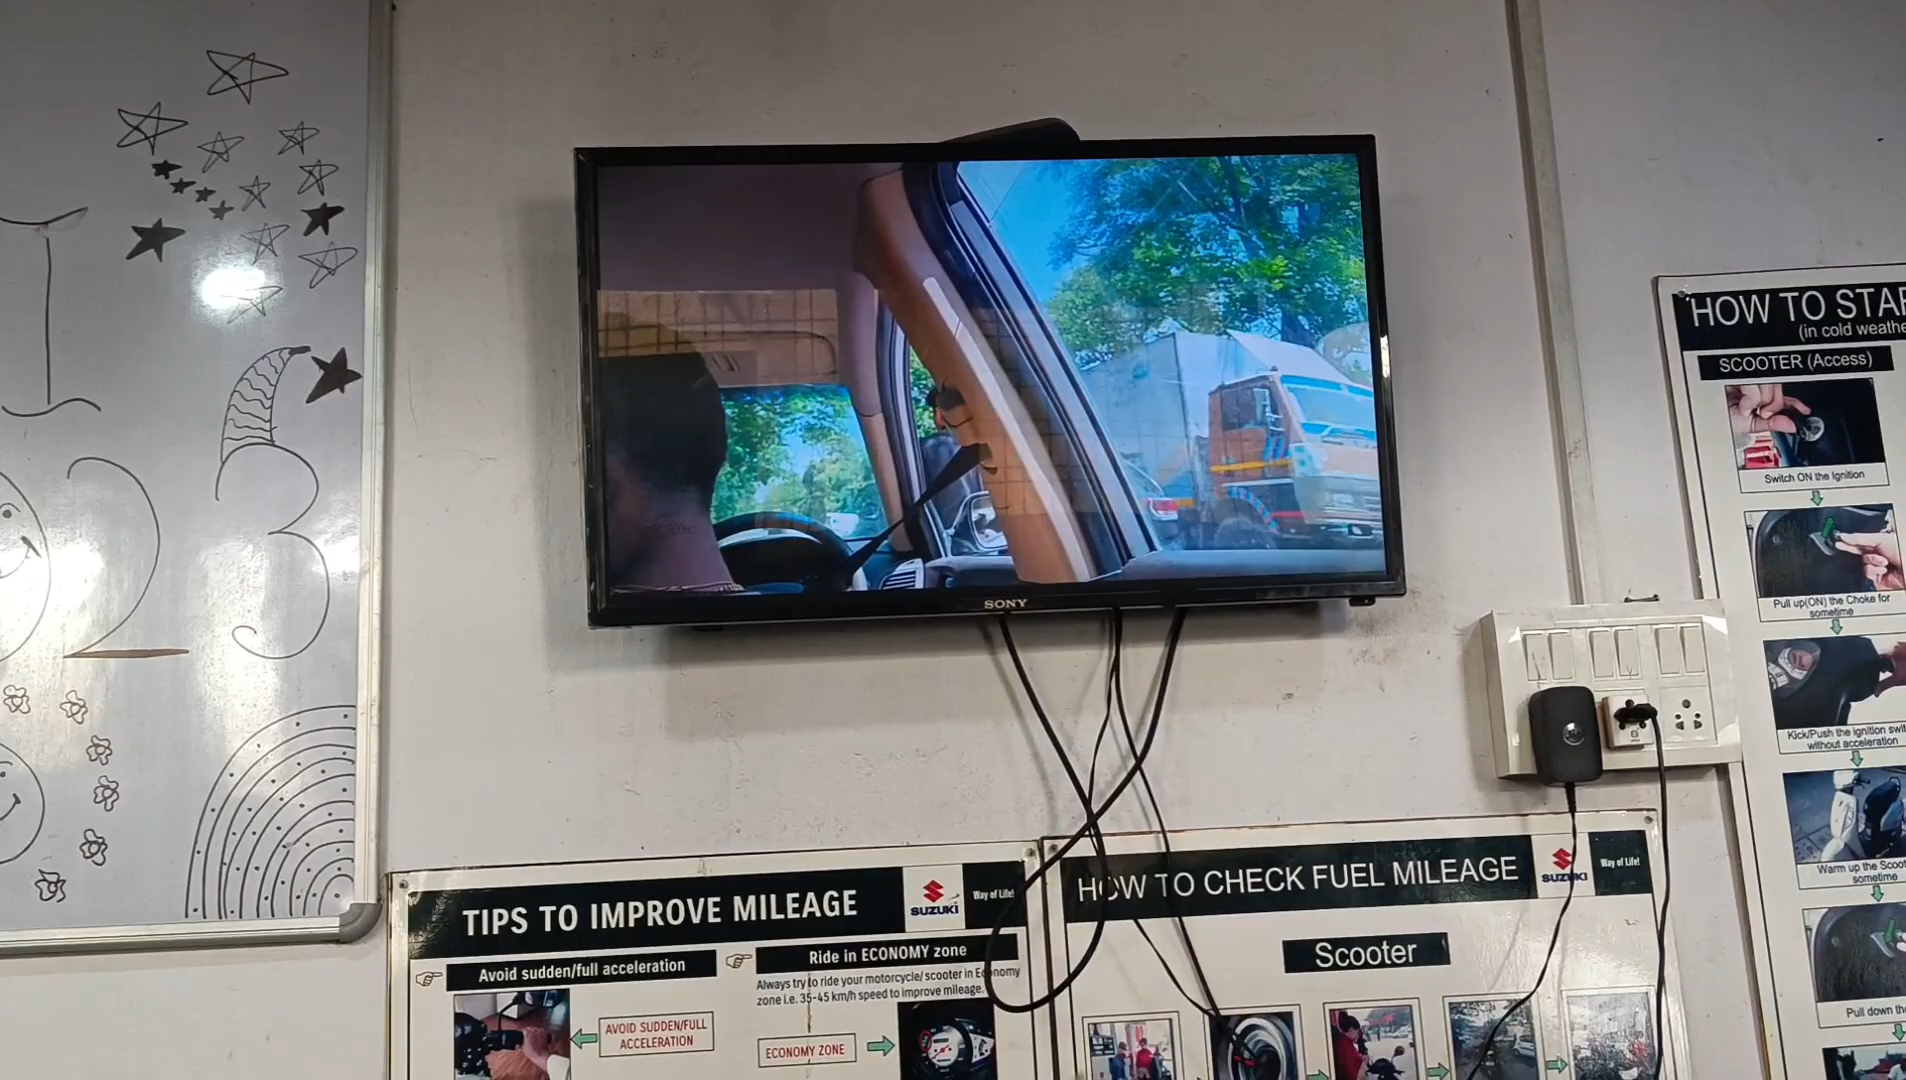 1
2
3
SONY
TIPS TO IMPROVE MILEAGE
SUZUKI
Way of Life!
Avoid sudden/full acceleration
AVOID SUDDEN/FULL
ACCELERATION
Ride in ECONOMY zone
Always try to ride your motorcycle/ scooter in Economy
zone i.e. 35-45 km/h speed to improve mileage.
ECONOMY ZONE
HOW TO CHECK FUEL MILEAGE
SUZUKI
Way of Life!
Scooter
HOW TO STAR
(in cold weathe
SCOOTER (Access)
Switch ON the Ignition
Pull up(ON) the Choke for
sometime
Kick/Push the ignition swit
without acceleration
Warm up the Scoot
sometime
Pull down the